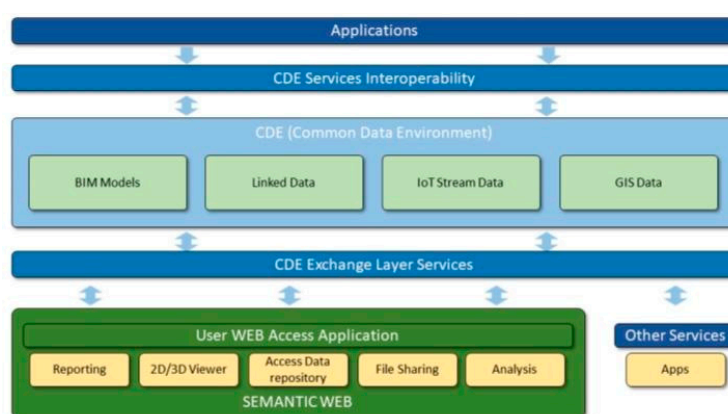 Applications
CDE Services Interoperability
CDE (Common Data Environment)
BIM Models
Linked Data
IoT Stream Data
GIS Data
CDE Exchange Layer Services
User WEB Access Application
Other Services
Reporting
2D/3D Viewer
Access Data
repository
File Sharing
Analysis
Apps
SEMANTIC WEB